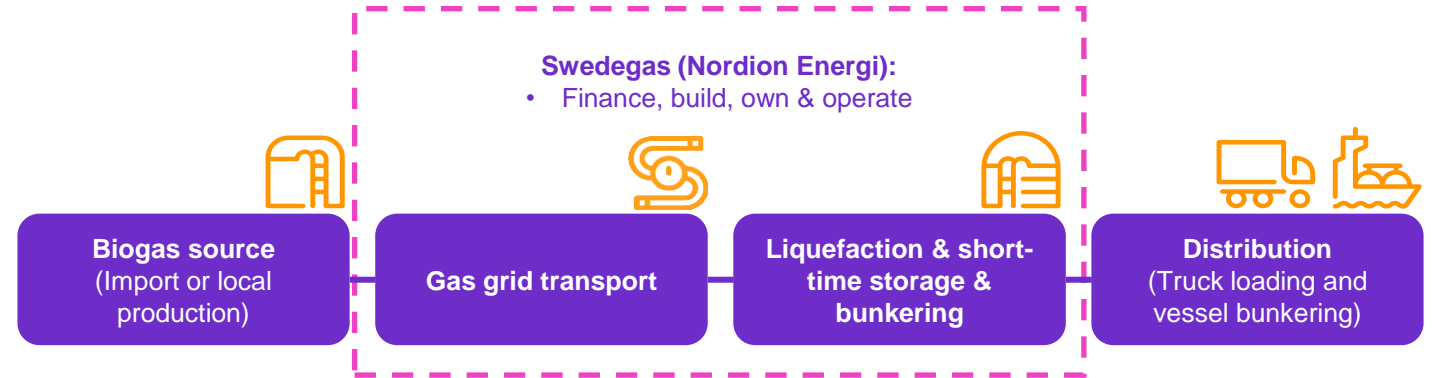 Swedegas (Nordion Energi):
• Finance, build, own & operate
Biogas source
(Import or local
production)
Gas grid transport
Liquefaction & short-
time storage &
bunkering
Distribution
(Truck loading and
vessel bunkering)